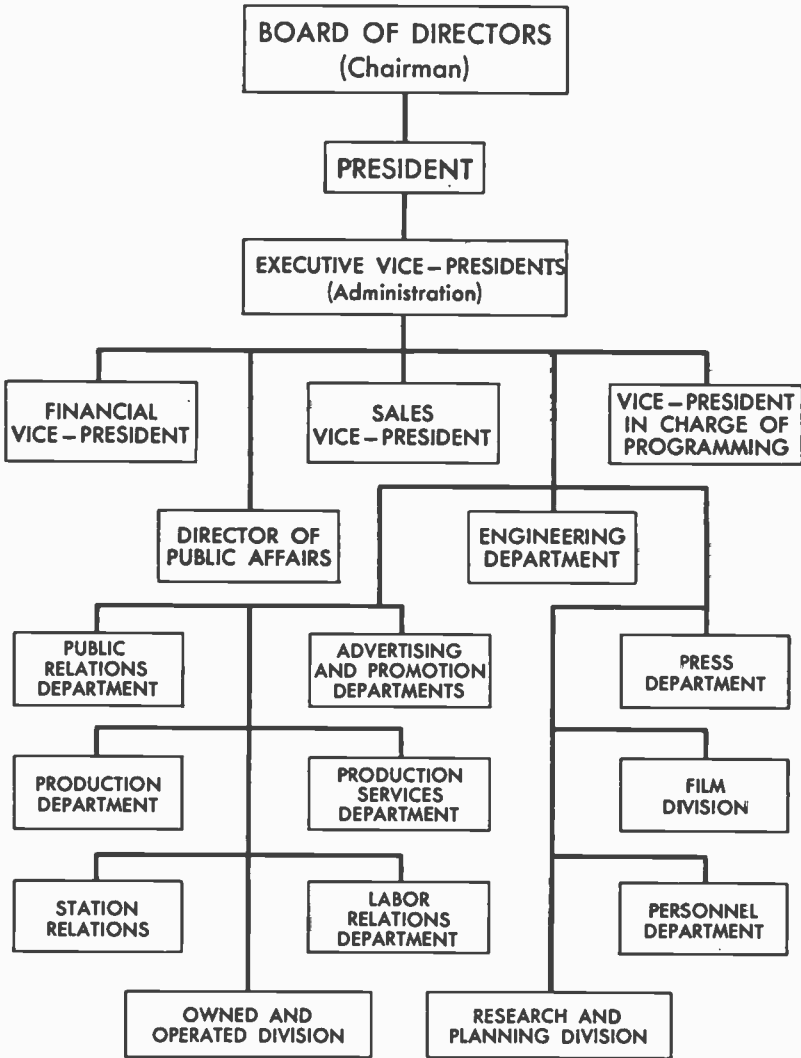 BOARD OF DIRECTORS
(Chairman)
PRESIDENT
EXECUTIVE VICE–PRESIDENTS
(Administration)
FINANCIAL
VICE–PRESIDENT
SALES
VICE–PRESIDENT
VICE–PRESIDENT
IN CHARGE OF
PROGRAMMING
DIRECTOR OF
PUBLIC AFFAIRS
ENGINEERING
DEPARTMENT
PUBLIC
RELATIONS
DEPARTMENT
ADVERTISING
AND PROMOTION
DEPARTMENTS
PRESS
DEPARTMENT
PRODUCTION
DEPARTMENT
PRODUCTION
SERVICES
DEPARTMENT
FILM
DIVISION
STATION
RELATIONS
LABOR
RELATIONS
DEPARTMENT
PERSONNEL
DEPARTMENT
OWNED AND
OPERATED DIVISION
RESEARCH AND
PLANNING DIVISION